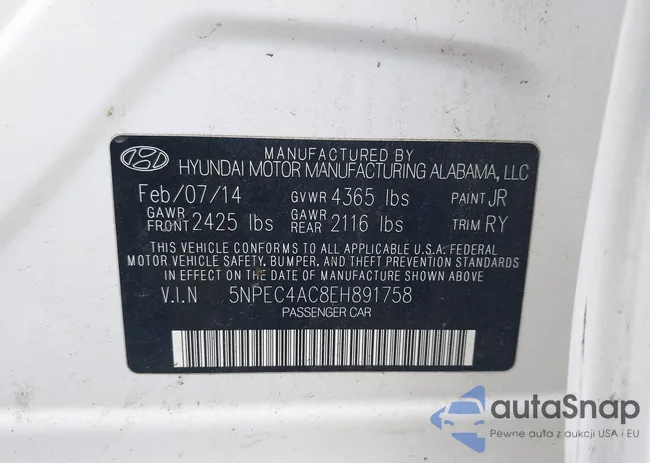 MANUFACTURED BY
HYUNDAI MOTOR MANUFACTURING ALABAMA, LLC
Feb/07/14 GVWR 4365 lbs PAINT JR
GAWR FRONT 2425 lbs GAWR REAR 2116 lbs TRIM RY
THIS VEHICLE CONFORMS TO ALL APPLICABLE U.S.A. FEDERAL
MOTOR VEHICLE SAFETY, BUMPER, AND THEFT PREVENTION STANDARDS
IN EFFECT ON THE DATE OF MANUFACTURE SHOWN ABOVE
V.I.N 5NPEC4AC8EH891758
PASSENGER CAR
autaSnap
Pewne auta z aukcji USA i EU